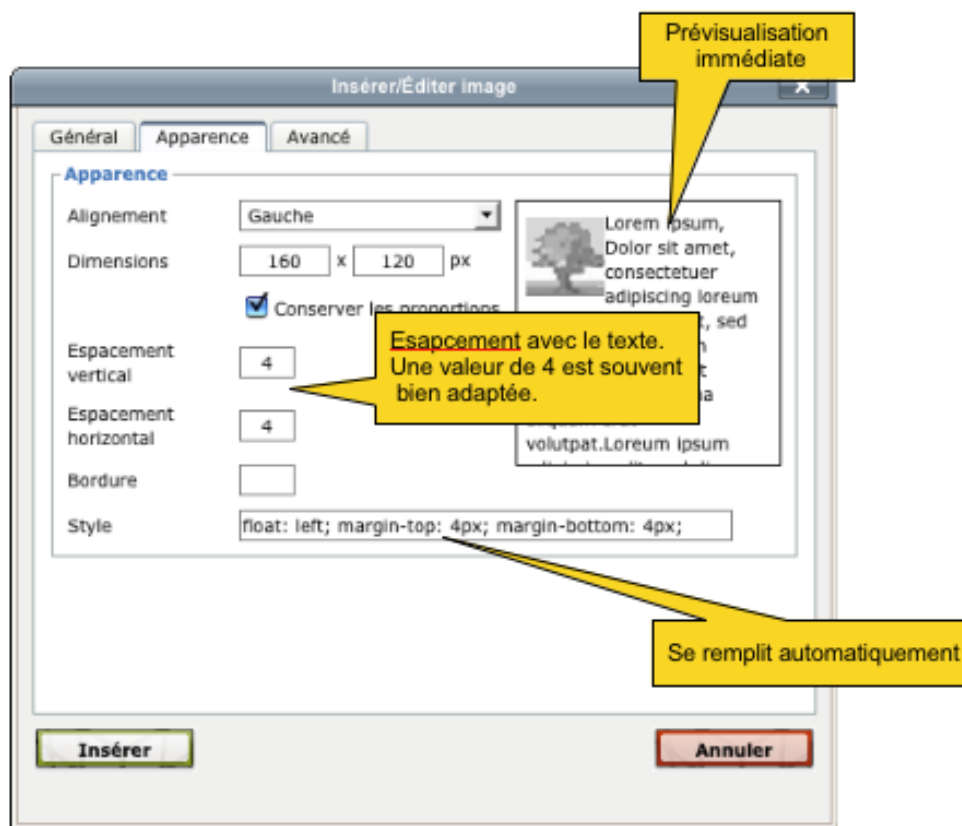 Prévisualisation
immédiate
Insérer/Éditer image
X
Général Apparence Avancé
Apparence
Alignement Gauche
Dimensions 160 x 120 px
Conserver les proportions
Espacement
vertical 4
Espacement
horizontal 4
Bordure
Style float: left; margin-top: 4px; margin-bottom: 4px;
Lorem ipsum,
Dolor sit amet,
consectetuer
adipiscing loreum
, sed
volutpat.Loreum ipsum
Esapcement avec le texte.
Une valeur de 4 est souvent
bien adaptée.
Se remplit automatiquement
Insérer Annuler